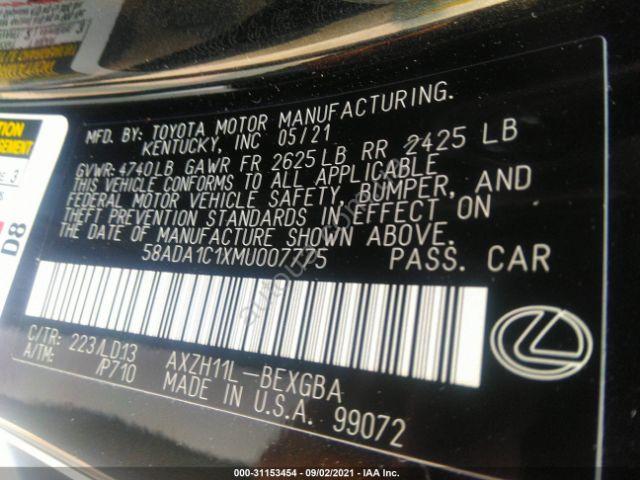 MFD. BY: TOYOTA MOTOR MANUFACTURING.
KENTUCKY, INC 05/21
GVWR: 4740LB GAWR FR 2625LB RR 2425 LB
THIS VEHICLE CONFORMS TO ALL APPLICABLE
FEDERAL MOTOR VEHICLE SAFETY, BUMPER, AND
THEFT PREVENTION STANDARDS IN EFFECT ON
THE DATE OF MANUFACTURE SHOWN ABOVE.
58ADA1C1XMU007775 PASS. CAR
C/TR: 223/LD13 AXZH11L-BEXGBA
A/TM: /P710 MADE IN U.S.A. 99072
3
D8
000-31153454 - 09/02/2021 - IAA Inc.